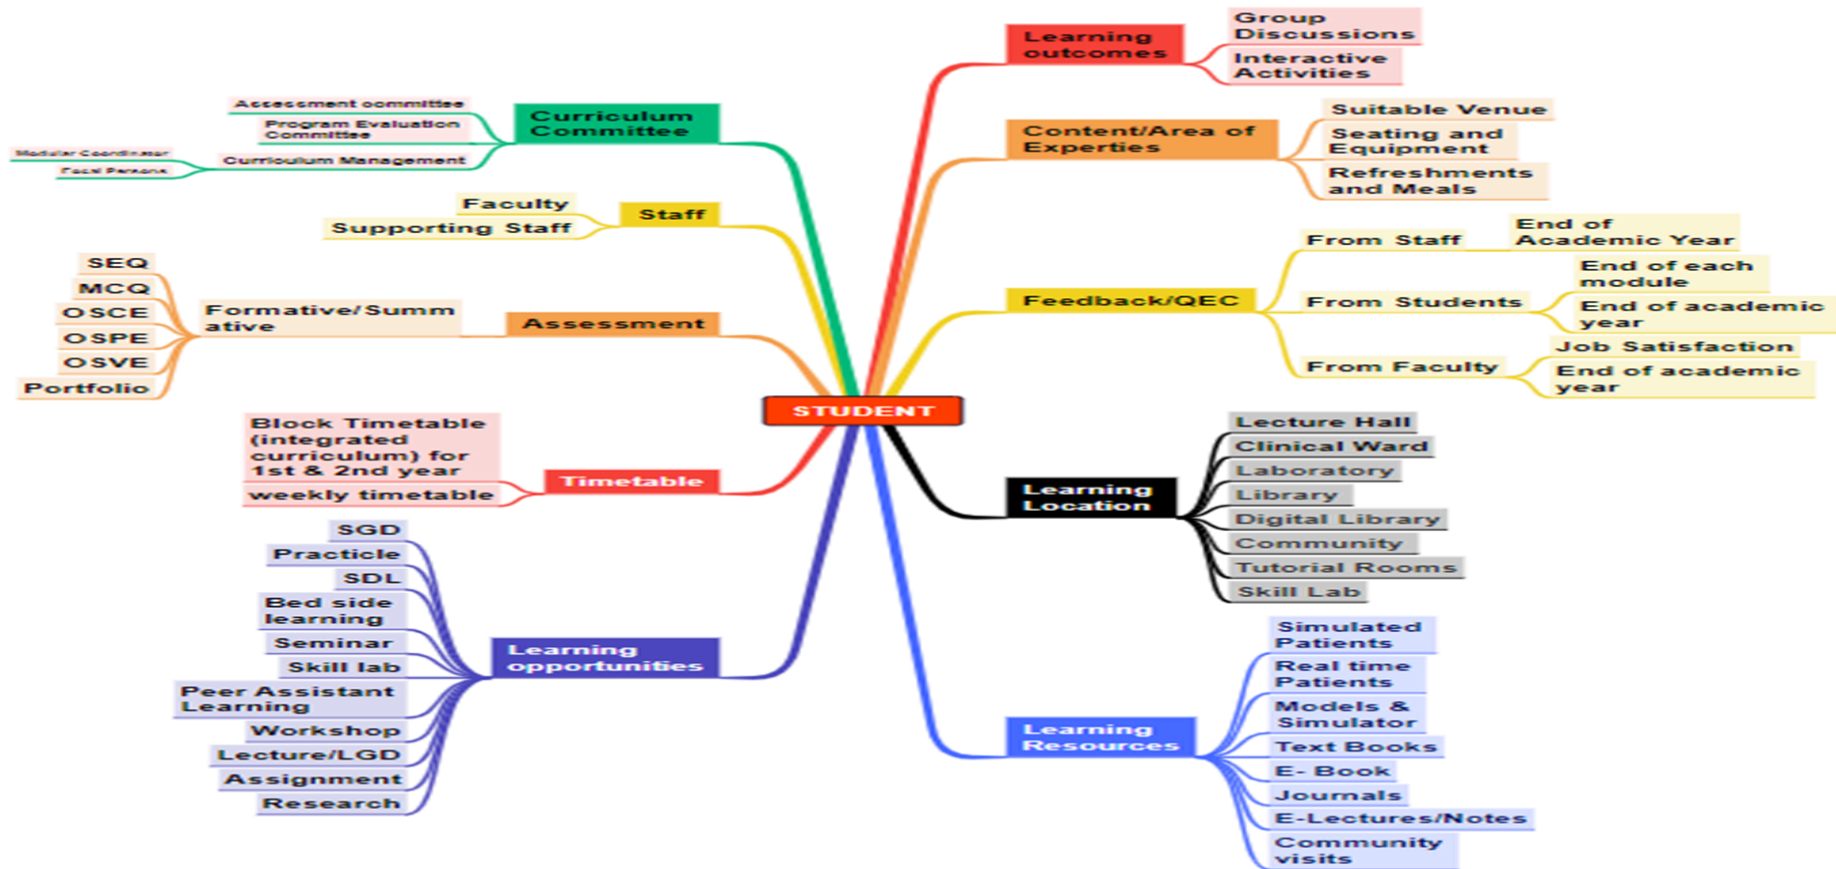 STUDENT
Learning
outcomes
Group
Discussions
Interactive
Activities
Content/Area of
Experties
Suitable Venue
Seating and
Equipment
Refreshments
and Meals
Feedback/QEC
From Staff
End of
Academic Year
From Students
End of each
module
End of academic
year
From Faculty
Job Satisfaction
End of academic
year
Learning
Location
Lecture Hall
Clinical Ward
Laboratory
Library
Digital Library
Community
Tutorial Rooms
Skill Lab
Learning
Resources
Simulated
Patients
Real time
Patients
Models &
Simulator
Text Books
E- Book
Journals
E-Lectures/Notes
Community
visits
Curriculum
Committee
Assessment committee
Program Evaluation
Committee
Curriculum Management
Modular Coordinator
Focal Persons
Staff
Faculty
Supporting Staff
Assessment
Formative/Summ
ative
SEQ
MCQ
OSCE
OSPE
OSVE
Portfolio
Timetable
Block Timetable
(integrated
curriculum) for
1st & 2nd year
weekly timetable
Learning
opportunities
SGD
Practicle
SDL
Bed side
learning
Seminar
Skill lab
Peer Assistant
Learning
Workshop
Lecture/LGD
Assignment
Research